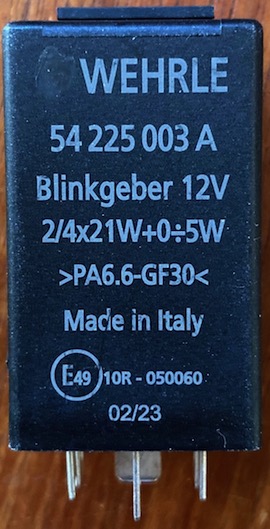 WEHRLE
54 225 003 A
Blinkgeber 12V
2/4x21W+0÷5W
>PA6.6-GF30<
Made in Italy
E49 10R - 050060
02/23